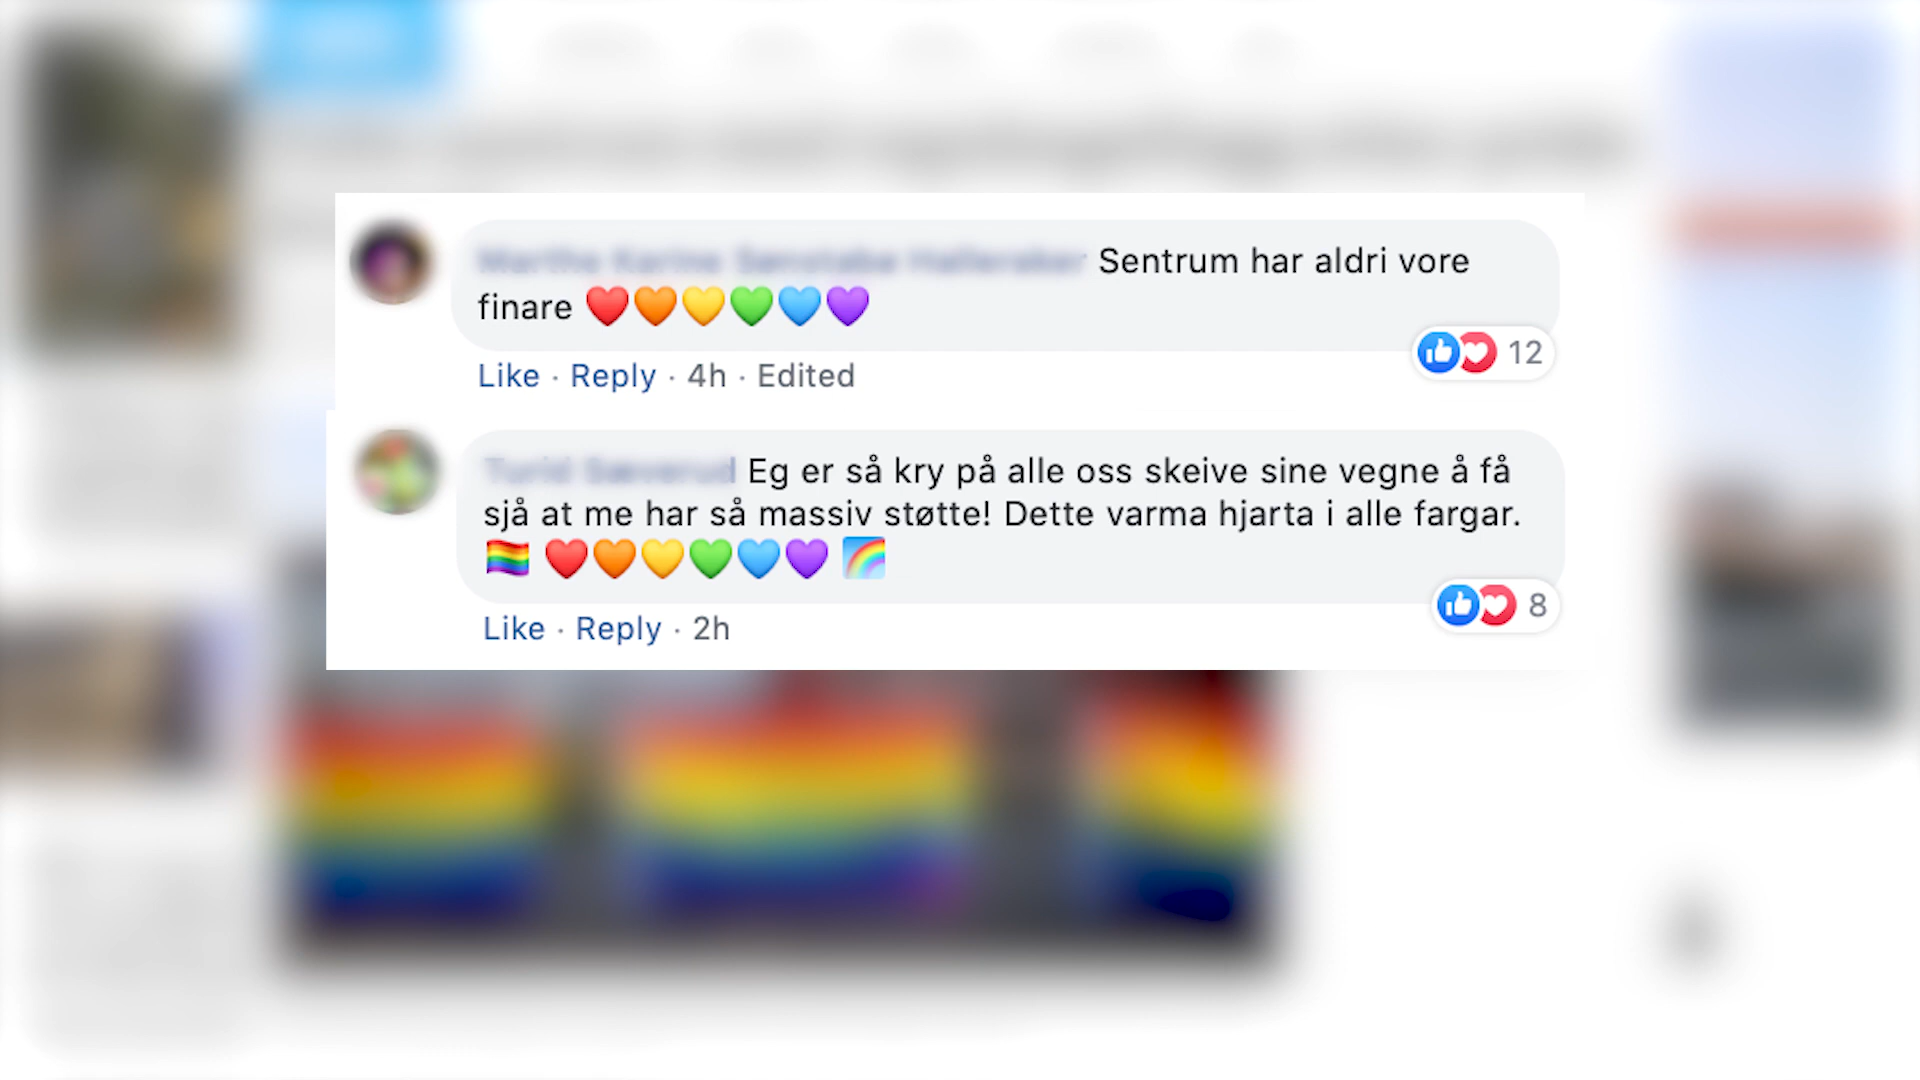 Sentrum har aldri vore
finare ❤️🧡💛💚💙💜
12
Like · Reply · 4h · Edited
Eg er så kry på alle oss skeive sine vegne å få
sjå at me har så massiv støtte! Dette varma hjarta i alle fargar.
🏳️‍🌈 ❤️🧡💛💚💙💜 🌈
8
Like · Reply · 2h